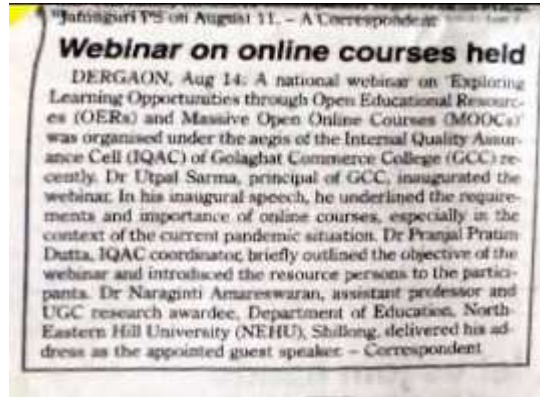 "Jamuguri PS on August 11. – A Correspondent
Webinar on online courses held
DERGAON, Aug 14: A national webinar on 'Exploring
Learning Opportunities through Open Educational Resourc-
es (OERs) and Massive Open Online Courses (MOOCs)'
was organised under the aegis of the Internal Quality Assur-
ance Cell (IQAC) of Golaghat Commerce College (GCC) re-
cently. Dr Utpal Sarma, principal of GCC, inaugurated the
webinar. In his inaugural speech, he underlined the require-
ments and importance of online courses, especially in the
context of the current pandemic situation. Dr Pranjal Pratim
Dutta, IQAC coordinator, briefly outlined the objective of the
webinar and introduced the resource persons to the partici-
pants. Dr Naraginti Amareswaran, assistant professor and
UGC research awardee, Department of Education, North-
Eastern Hill University (NEHU), Shillong, delivered his ad-
dress as the appointed guest speaker. – Correspondent